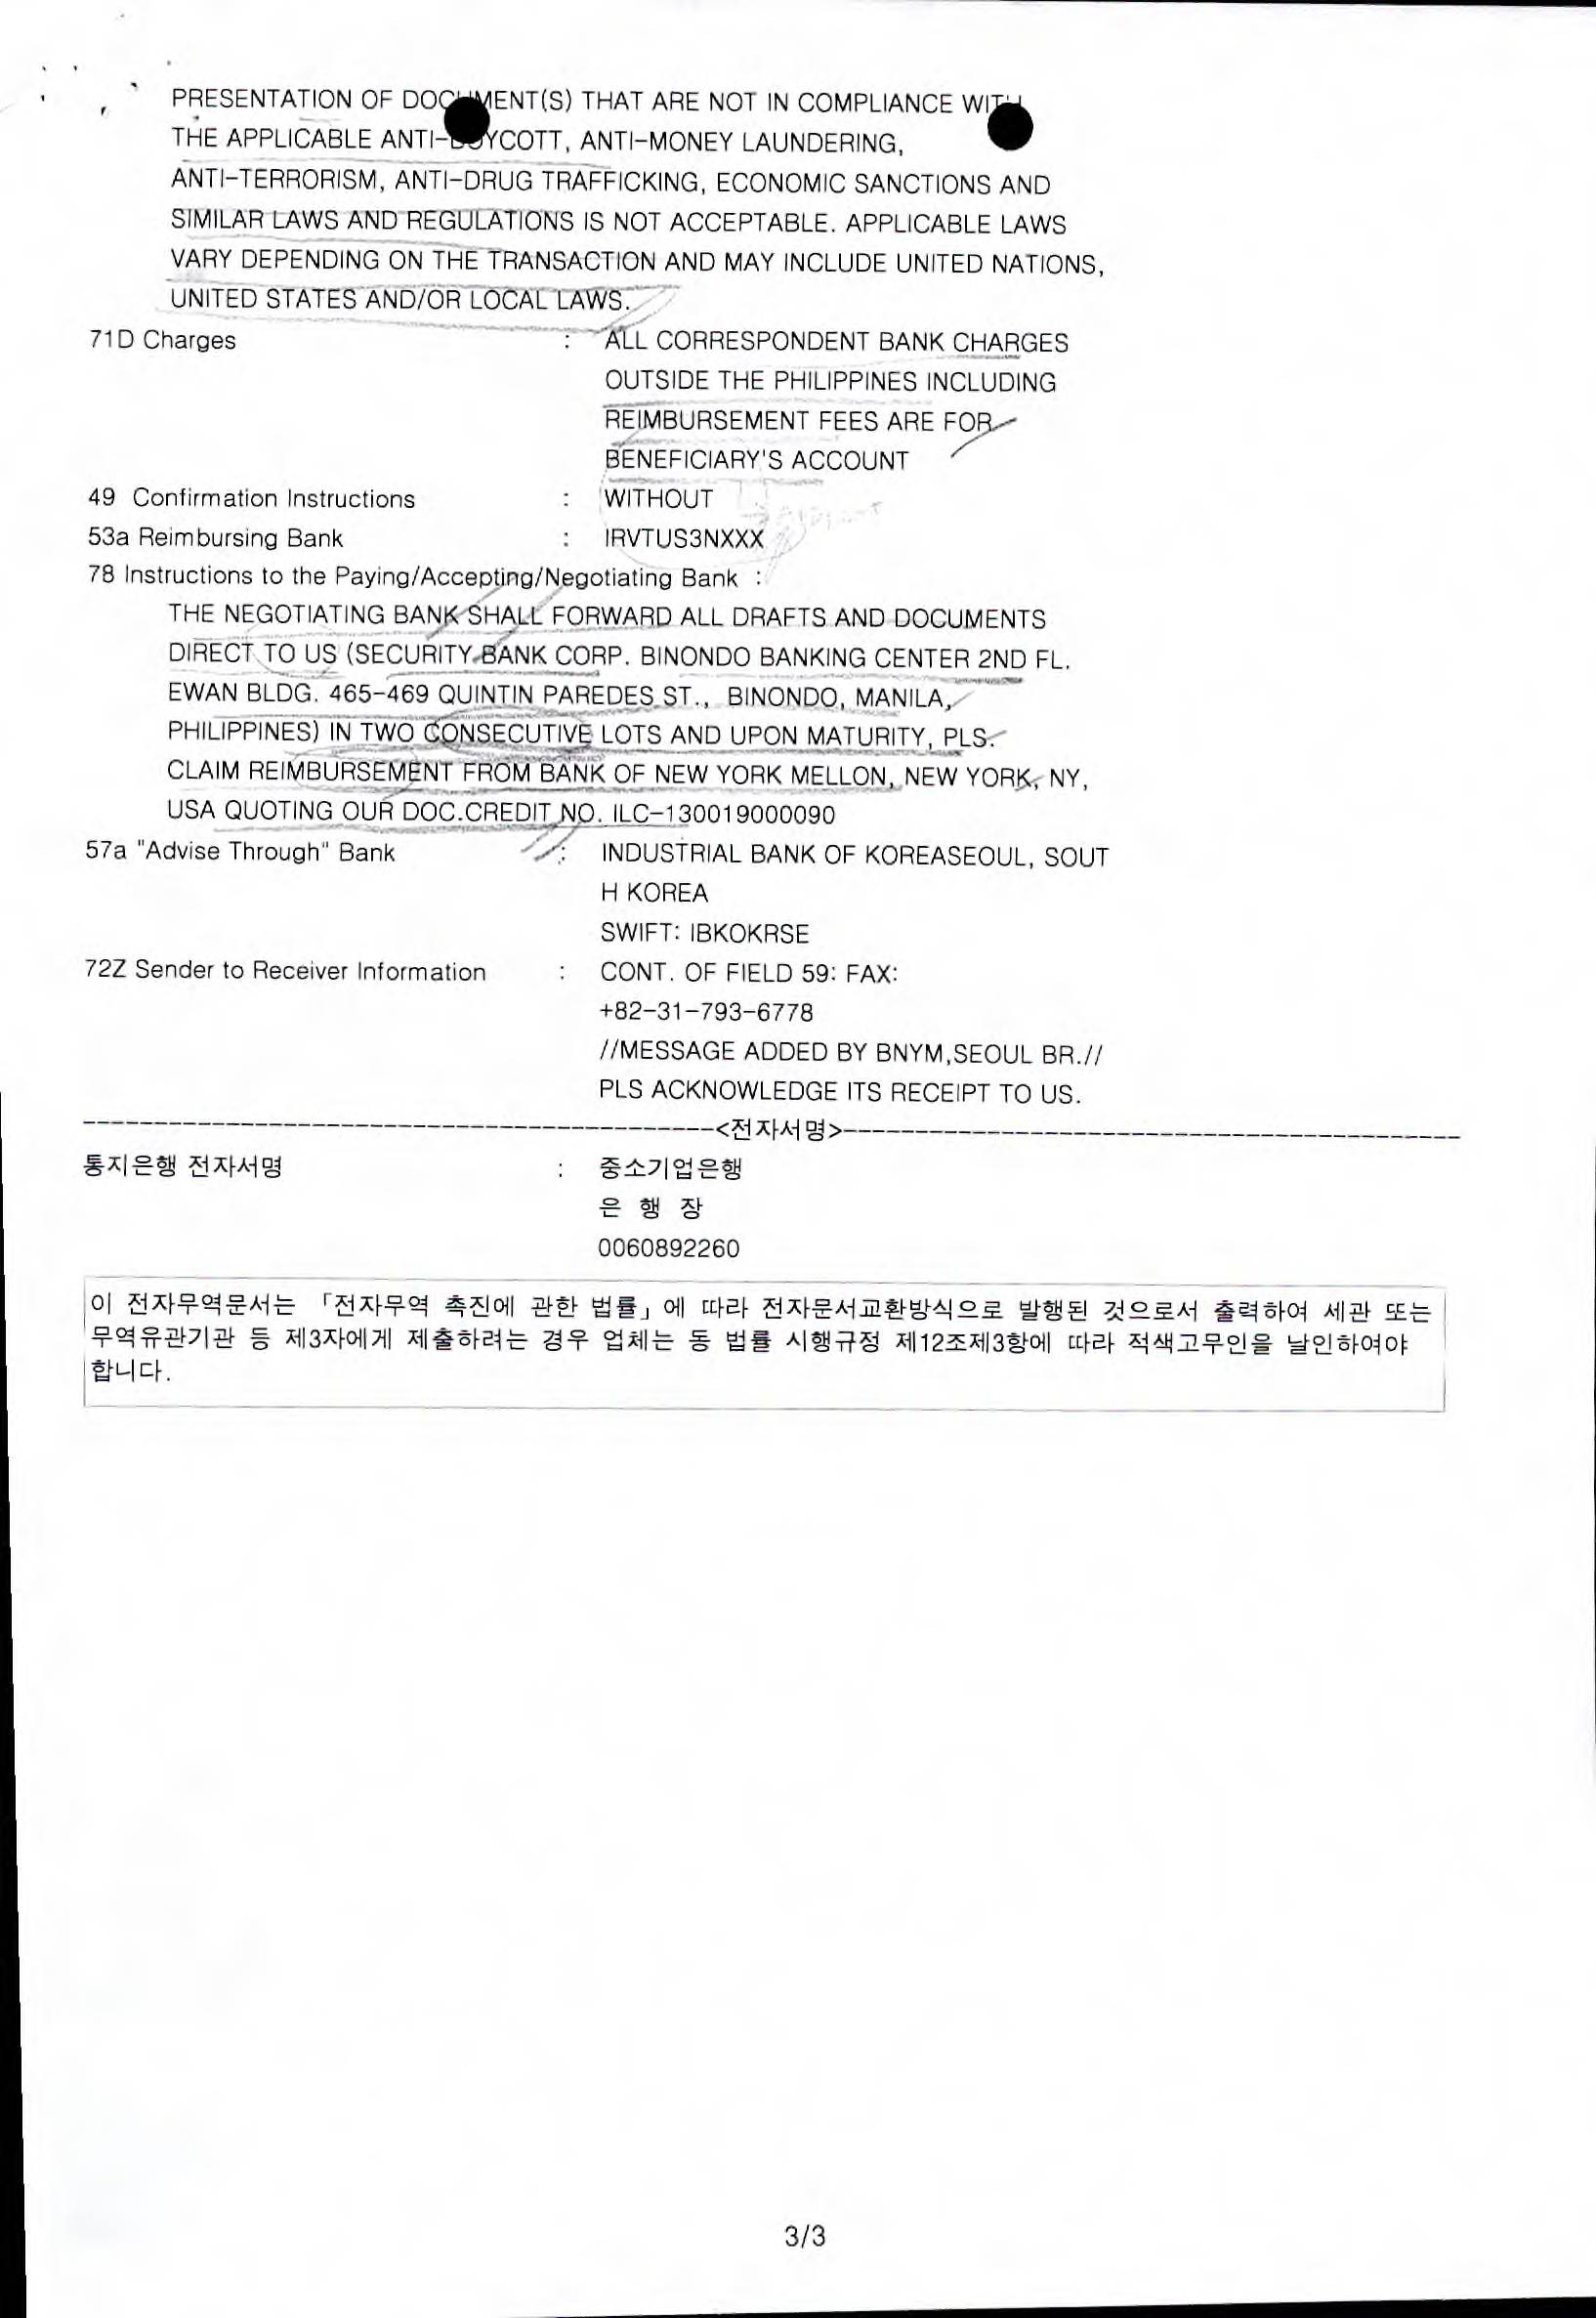 PRESENTATION OF DOCUMENT(S) THAT ARE NOT IN COMPLIANCE WITH
THE APPLICABLE ANTI-BOYCOTT, ANTI-MONEY LAUNDERING,
ANTI-TERRORISM, ANTI-DRUG TRAFFICKING, ECONOMIC SANCTIONS AND
SIMILAR LAWS AND REGULATIONS IS NOT ACCEPTABLE. APPLICABLE LAWS
VARY DEPENDING ON THE TRANSACTION AND MAY INCLUDE UNITED NATIONS,
UNITED STATES AND/OR LOCAL LAWS.
71D Charges : ALL CORRESPONDENT BANK CHARGES
OUTSIDE THE PHILIPPINES INCLUDING
REIMBURSEMENT FEES ARE FOR
BENEFICIARY'S ACCOUNT
49 Confirmation Instructions : WITHOUT
53a Reimbursing Bank : IRVTUS3NXXX
78 Instructions to the Paying/Accepting/Negotiating Bank :
THE NEGOTIATING BANK SHALL FORWARD ALL DRAFTS AND DOCUMENTS
DIRECT TO US (SECURITY BANK CORP. BINONDO BANKING CENTER 2ND FL.
EWAN BLDG. 465-469 QUINTIN PAREDES ST., BINONDO, MANILA,
PHILIPPINES) IN TWO CONSECUTIVE LOTS AND UPON MATURITY, PLS.
CLAIM REIMBURSEMENT FROM BANK OF NEW YORK MELLON, NEW YORK, NY,
USA QUOTING OUR DOC.CREDIT NO. ILC-130019000090
57a "Advise Through" Bank : INDUSTRIAL BANK OF KOREASEOUL, SOUT
H KOREA
SWIFT: IBKOKRSE
72Z Sender to Receiver Information : CONT. OF FIELD 59: FAX:
+82-31-793-6778
//MESSAGE ADDED BY BNYM,SEOUL BR.//
PLS ACKNOWLEDGE ITS RECEIPT TO US.
--------------------------------------------<전자서명>--------------------------------------------
통지은행 전자서명 : 중소기업은행
은 행 장
0060892260
이 전자무역문서는 「전자무역 촉진에 관한 법률」에 따라 전자문서교환방식으로 발행된 것으로서 출력하여 세관 또는
무역유관기관 등 제3자에게 제출하려는 경우 업체는 동 법률 시행규정 제12조제3항에 따라 적색고무인을 날인하여야
합니다.
3/3